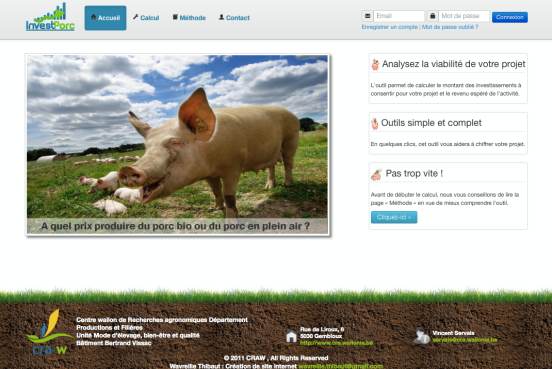 InvestPorc
Accueil
Calcul
Méthode
Contact
Email
Mot de passe
Connexion
Enregistrer un compte | Mot de passe oublié ?
A quel prix produire du porc bio ou du porc en plein air ?
Analysez la viabilité de votre projet
L'outil permet de calculer le montant des investissements à
consentir pour votre projet et le revenu espéré de l'activité.
Outils simple et complet
En quelques clics, cet outil vous aidera à chiffrer votre projet.
Pas trop vite !
Avant de débuter le calcul, nous vous conseillons de lire la
page « Méthode » en vue de mieux comprendre l'outil.
Cliquez-ici »
CRA-W
Centre wallon de Recherches agronomiques Département
Productions et Filières
Unité Mode d'élevage, bien-être et qualité
Bâtiment Bertrand Vissac
Rue de Liroux, 8
5030 Gembloux
http://www.cra.wallonie.be
Vincent Servais
servais@cra.wallonie.be
© 2011 CRAW , All Rights Reserved
Wavreille Thibaut : Création de site internet wavreille.thibaut@gmail.com